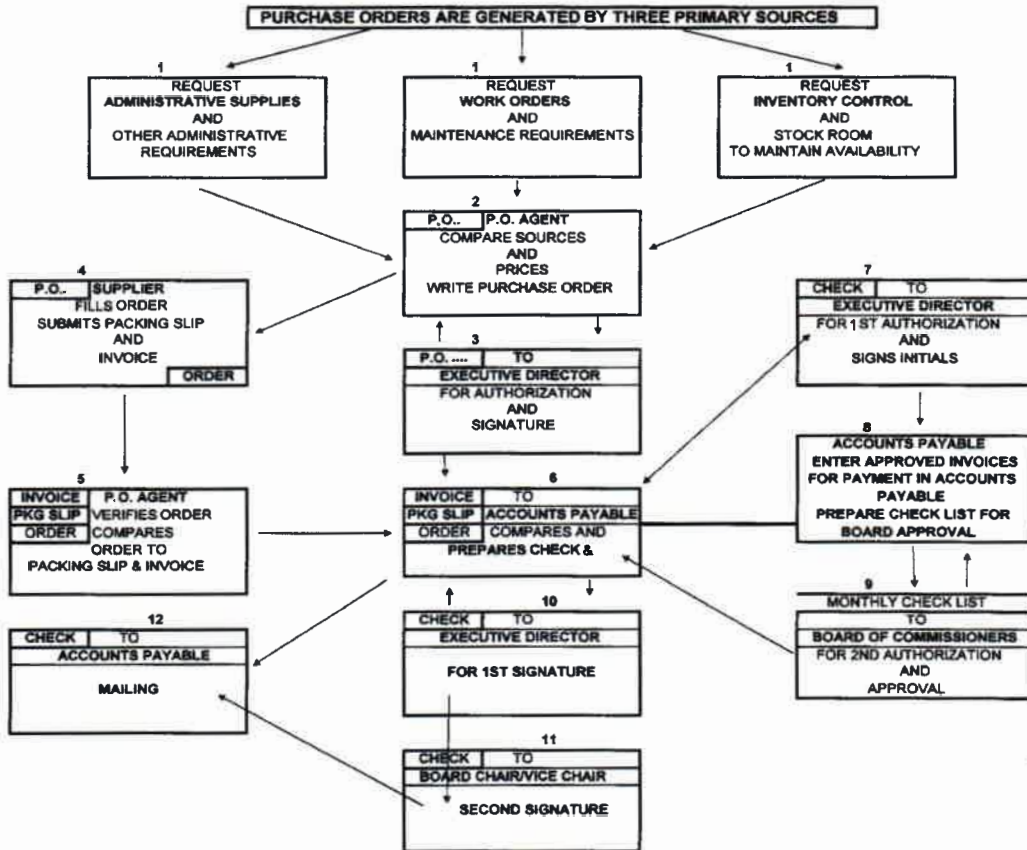 PURCHASE ORDERS ARE GENERATED BY THREE PRIMARY SOURCES
1
REQUEST
ADMINISTRATIVE SUPPLIES
AND
OTHER ADMINISTRATIVE
REQUIREMENTS
1
REQUEST
WORK ORDERS
AND
MAINTENANCE REQUIREMENTS
1
REQUEST
INVENTORY CONTROL
AND
STOCK ROOM
TO MAINTAIN AVAILABILITY
2
P.O.. P.O. AGENT
COMPARE SOURCES
AND
PRICES
WRITE PURCHASE ORDER
3
P.O. .... TO
EXECUTIVE DIRECTOR
FOR AUTHORIZATION
AND
SIGNATURE
4
P.O.. SUPPLIER
FILLS ORDER
SUBMITS PACKING SLIP
AND
INVOICE
ORDER
5
INVOICE P.O. AGENT
PKG SLIP VERIFIES ORDER
ORDER COMPARES
ORDER TO
PACKING SLIP & INVOICE
6
INVOICE TO
PKG SLIP ACCOUNTS PAYABLE
ORDER COMPARES AND
PREPARES CHECK &
7
CHECK TO
EXECUTIVE DIRECTOR
FOR 1ST AUTHORIZATION
AND
SIGNS INITIALS
8
ACCOUNTS PAYABLE
ENTER APPROVED INVOICES
FOR PAYMENT IN ACCOUNTS
PAYABLE
PREPARE CHECK LIST FOR
BOARD APPROVAL
9
MONTHLY CHECK LIST
TO
BOARD OF COMMISSIONERS
FOR 2ND AUTHORIZATION
AND
APPROVAL
10
CHECK TO
EXECUTIVE DIRECTOR
FOR 1ST SIGNATURE
11
CHECK TO
BOARD CHAIR/VICE CHAIR
SECOND SIGNATURE
12
CHECK TO
ACCOUNTS PAYABLE
MAILING